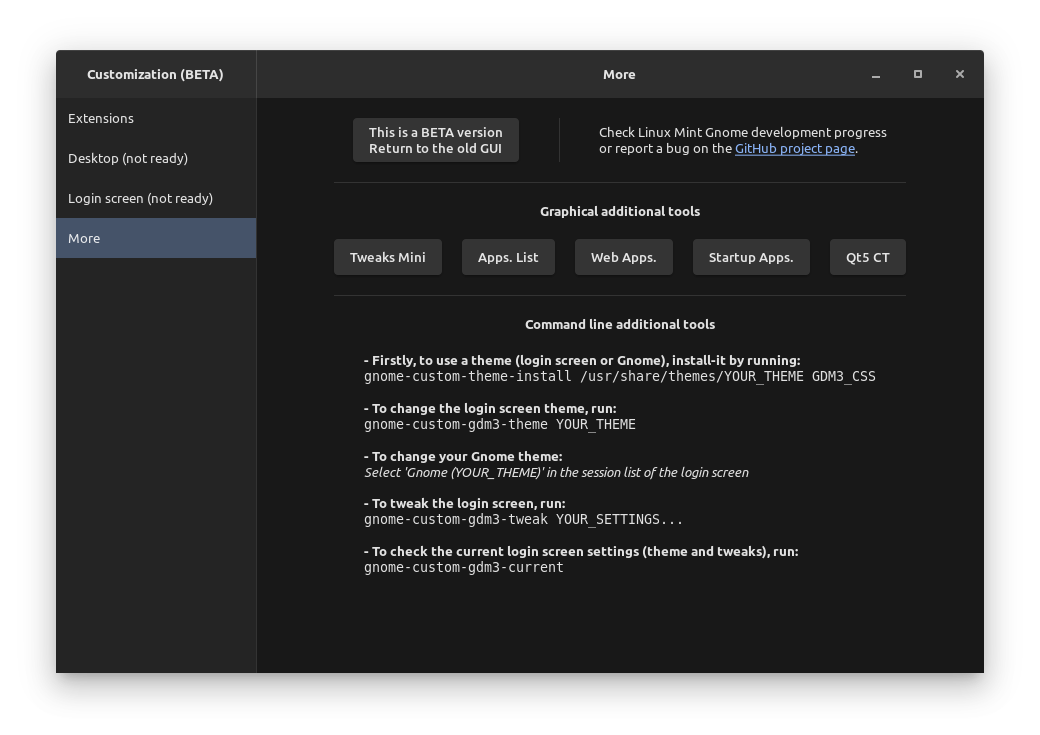 Customization (BETA)
More
Extensions
Desktop (not ready)
Login screen (not ready)
More
This is a BETA version
Return to the old GUI
Check Linux Mint Gnome development progress
or report a bug on the GitHub project page.
Graphical additional tools
Tweaks Mini
Apps. List
Web Apps.
Startup Apps.
Qt5 CT
Command line additional tools
- Firstly, to use a theme (login screen or Gnome), install-it by running:
gnome-custom-theme-install /usr/share/themes/YOUR_THEME GDM3_CSS
- To change the login screen theme, run:
gnome-custom-gdm3-theme YOUR_THEME
- To change your Gnome theme:
Select 'Gnome (YOUR_THEME)' in the session list of the login screen
- To tweak the login screen, run:
gnome-custom-gdm3-tweak YOUR_SETTINGS...
- To check the current login screen settings (theme and tweaks), run:
gnome-custom-gdm3-current